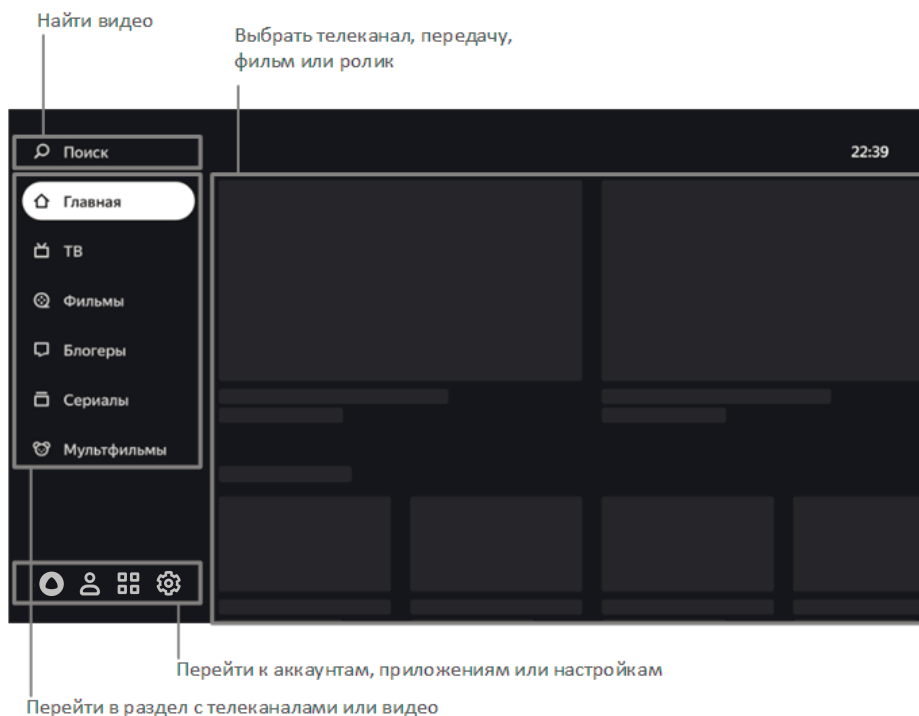 Найти видео
Выбрать телеканал, передачу,
фильм или ролик
Поиск
22:39
Главная
ТВ
Фильмы
Блогеры
Сериалы
Мультфильмы
Перейти к аккаунтам, приложениям или настройкам
Перейти в раздел с телеканалами или видео